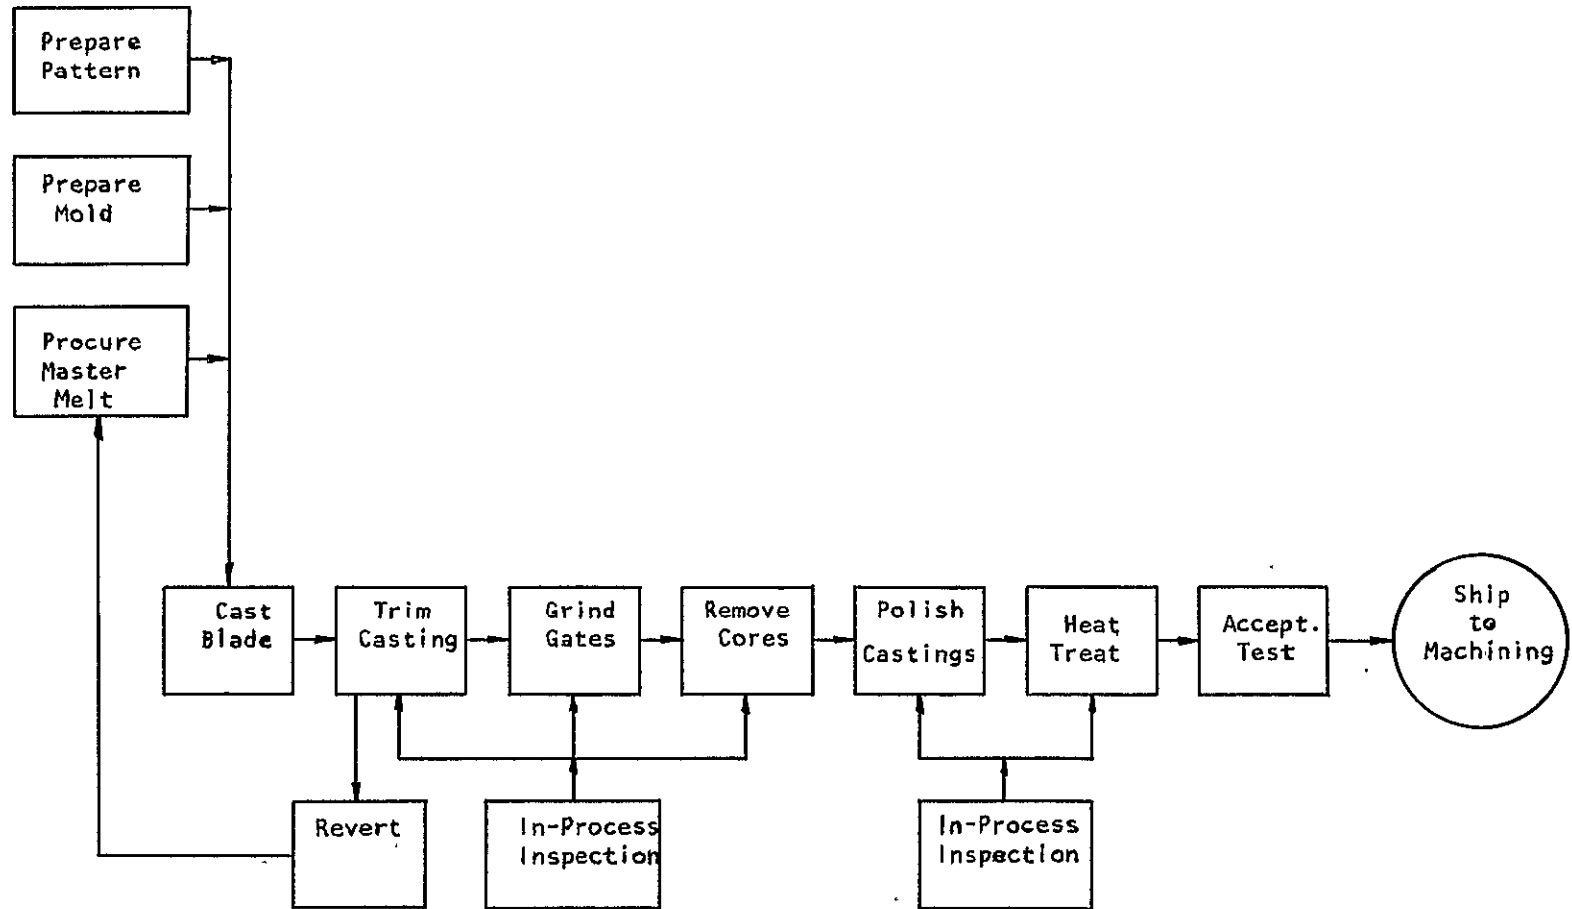 Prepare
Pattern
Prepare
Mold
Procure
Master
Melt
Cast
Blade
Trim
Casting
Grind
Gates
Remove
Cores
Polish
Castings
Heat
Treat
Accept.
Test
Ship
to
Machining
Revert
In-Process
Inspection
In-Process
Inspection